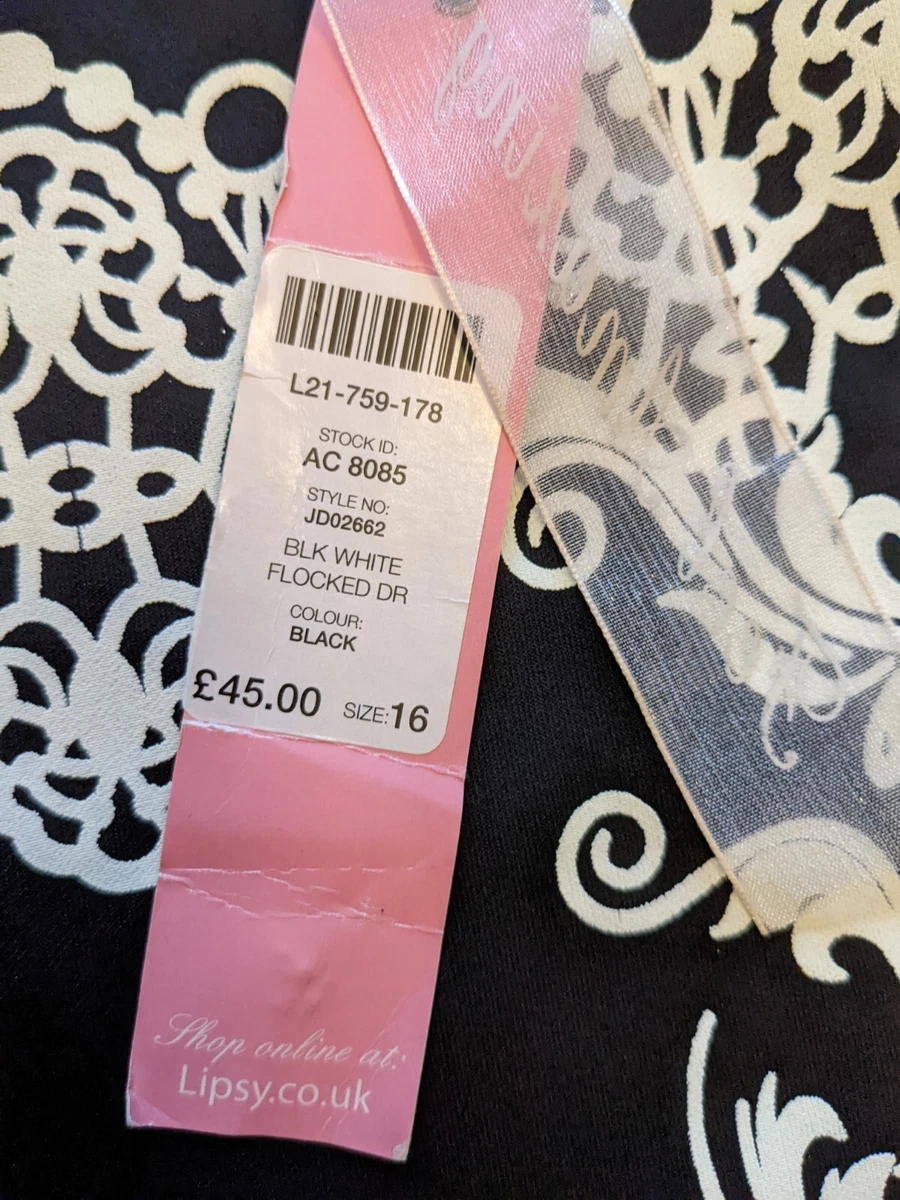 L21-759-178
STOCK ID:
AC 8085
STYLE NO:
JD02662
BLK WHITE
FLOCKED DR
COLOUR:
BLACK
£45.00 SIZE:16
Shop online at:
Lipsy.co.uk